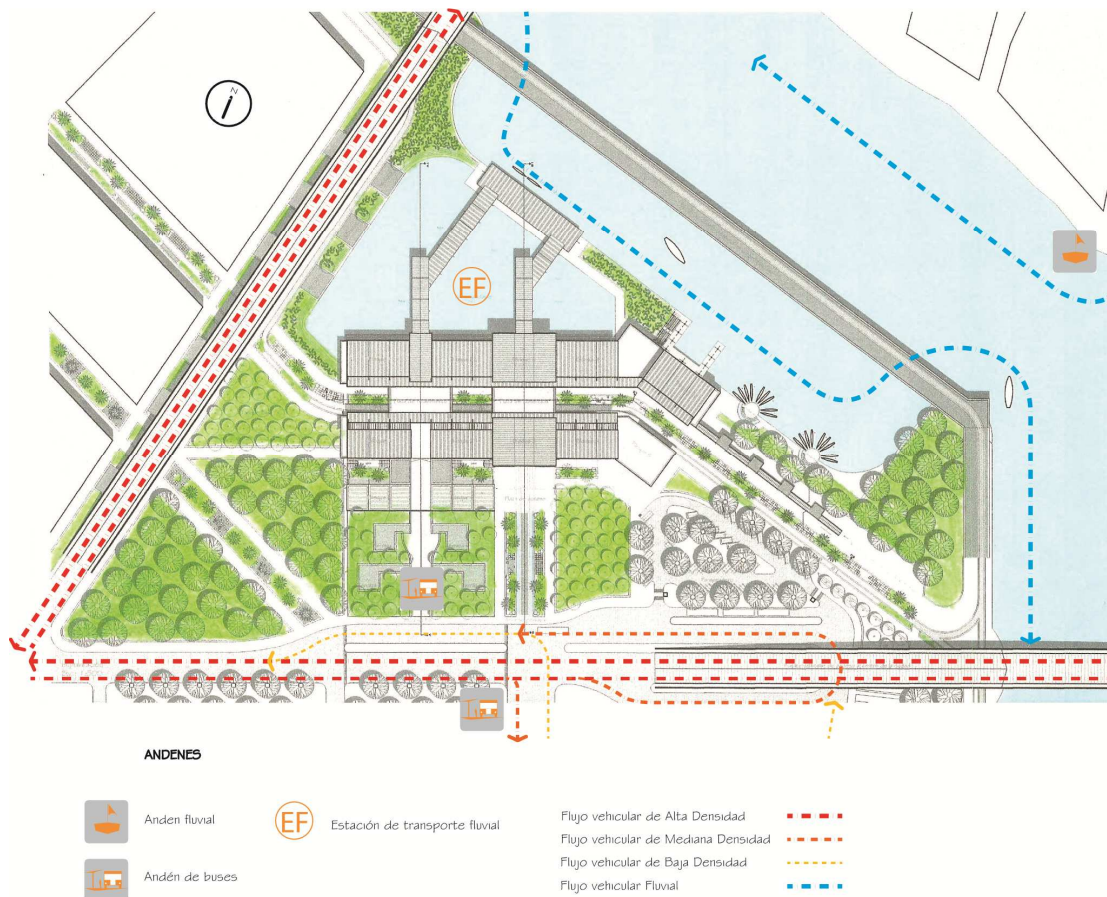 N
EF
ANDENES
Anden fluvial
EF
Estación de transporte fluvial
Andén de buses
Flujo vehicular de Alta Densidad
Flujo vehicular de Mediana Densidad
Flujo vehicular de Baja Densidad
Flujo vehicular Fluvial